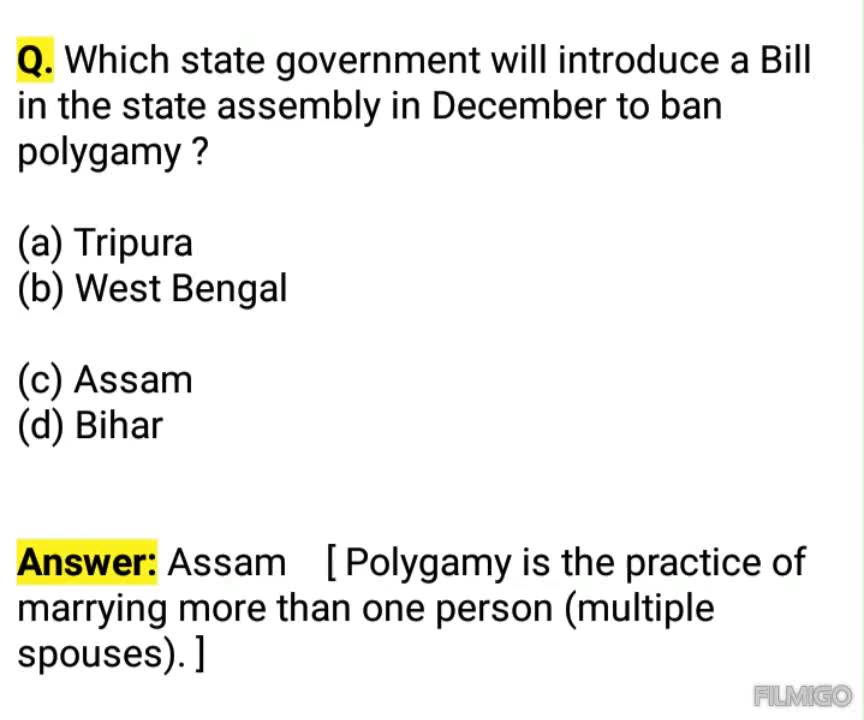 Q. Which state government will introduce a Bill
in the state assembly in December to ban
polygamy ?
(a) Tripura
(b) West Bengal
(c) Assam
(d) Bihar
Answer: Assam [ Polygamy is the practice of
marrying more than one person (multiple
spouses). ]
FILMIGO